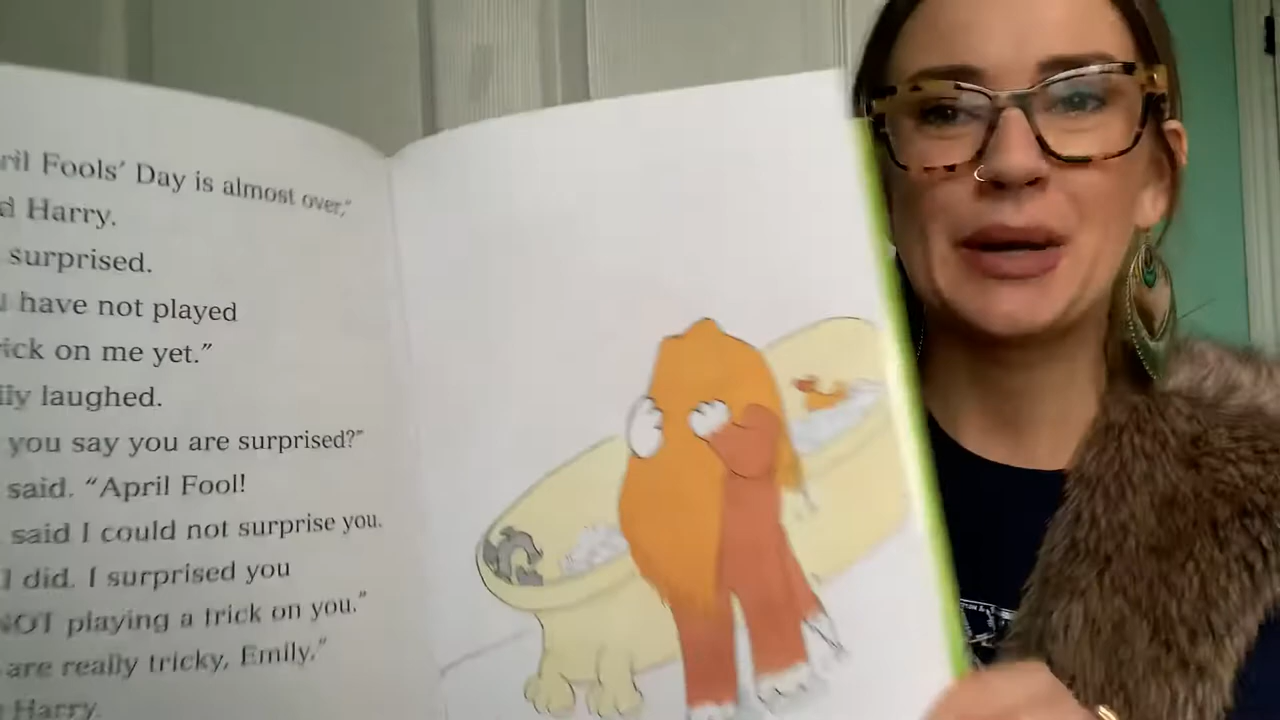 ril Fools' Day is almost over,"
d Harry.
surprised.
I have not played
ick on me yet."
ily laughed.
you say you are surprised?"
said. "April Fool!
said I could not surprise you.
I did. I surprised you
NOT playing a trick on you."
are really tricky, Emily."
Harry.